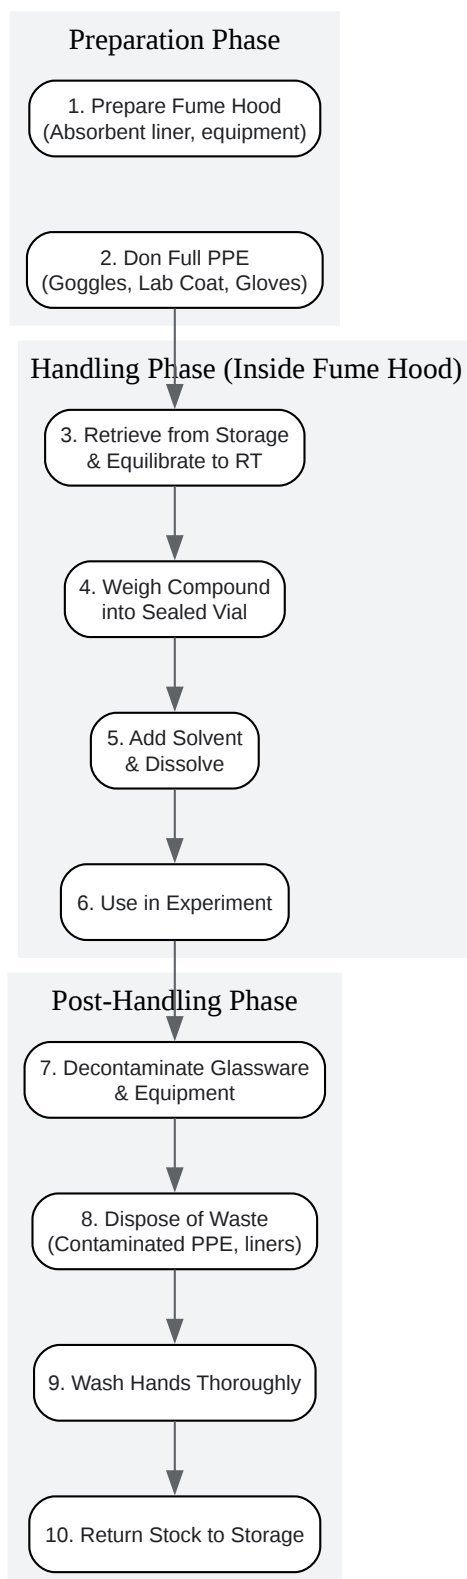 Preparation Phase
1. Prepare Fume Hood
(Absorbent liner, equipment)
2. Don Full PPE
(Goggles, Lab Coat, Gloves)
Handling Phase (Inside Fume Hood)
3. Retrieve from Storage
& Equilibrate to RT
4. Weigh Compound
into Sealed Vial
5. Add Solvent
& Dissolve
6. Use in Experiment
Post-Handling Phase
7. Decontaminate Glassware
& Equipment
8. Dispose of Waste
(Contaminated PPE, liners)
9. Wash Hands Thoroughly
10. Return Stock to Storage